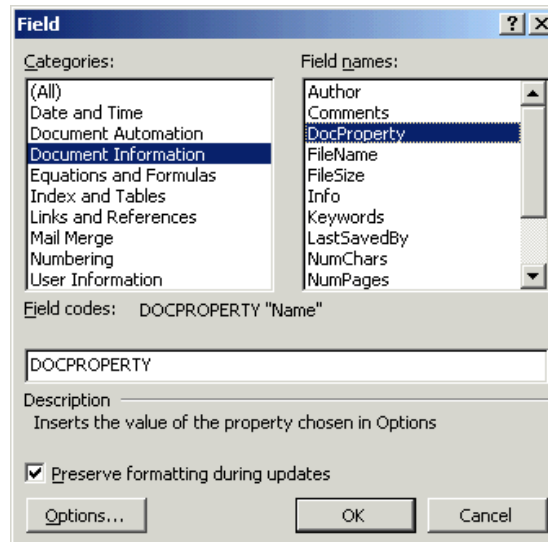 Field
Categories:
(All)
Date and Time
Document Automation
Document Information
Equations and Formulas
Index and Tables
Links and References
Mail Merge
Numbering
User Information
Field names:
Author
Comments
DocProperty
FileName
FileSize
Info
Keywords
LastSavedBy
NumChars
NumPages
Field codes: DOCPROPERTY "Name"
DOCPROPERTY
Description
Inserts the value of the property chosen in Options
Preserve formatting during updates
Options... OK Cancel